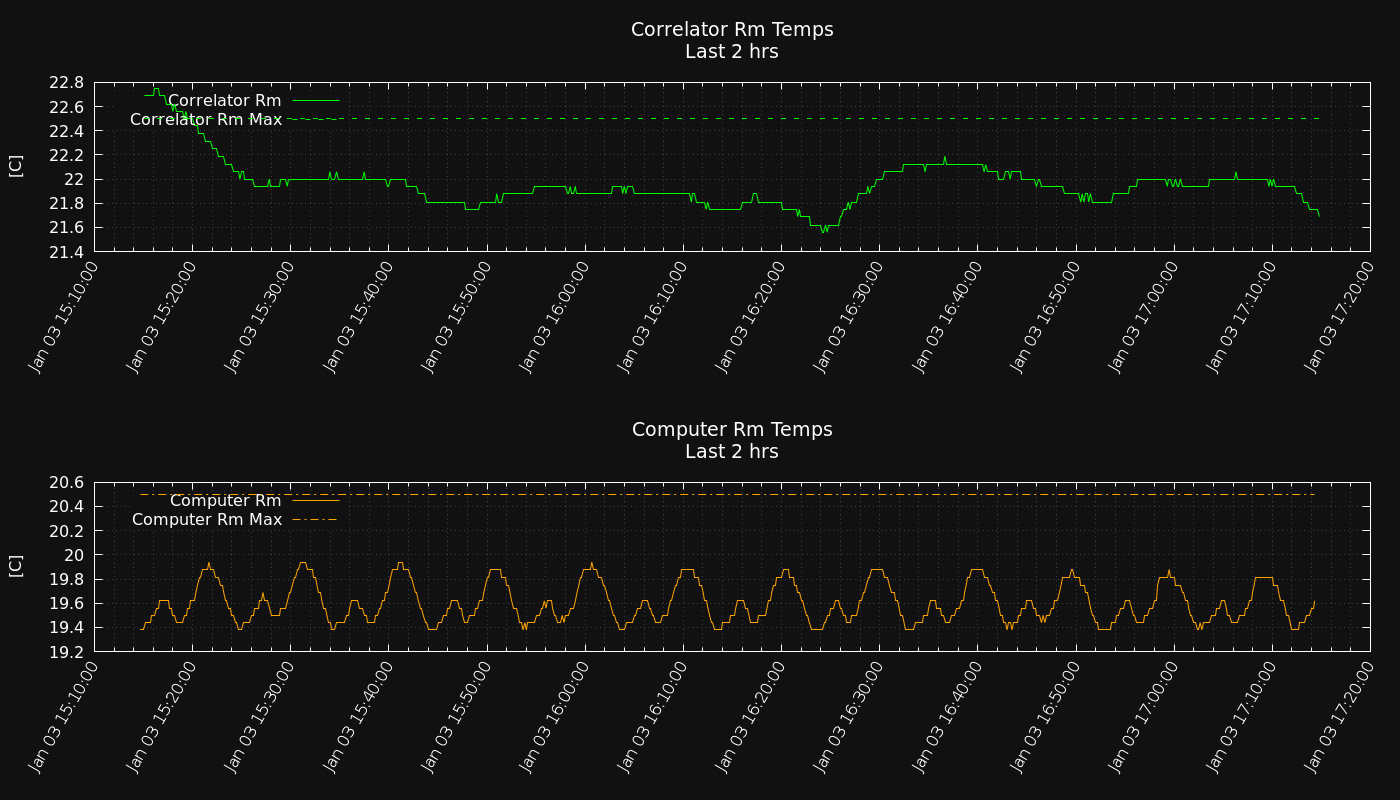 Correlator Rm Temps
Last 2 hrs
[C]
22.8
22.6
22.4
22.2
22
21.8
21.6
21.4
Correlator Rm
Correlator Rm Max
Jan 03 15:10:00
Jan 03 15:20:00
Jan 03 15:30:00
Jan 03 15:40:00
Jan 03 15:50:00
Jan 03 16:00:00
Jan 03 16:10:00
Jan 03 16:20:00
Jan 03 16:30:00
Jan 03 16:40:00
Jan 03 16:50:00
Jan 03 17:00:00
Jan 03 17:10:00
Jan 03 17:20:00
Computer Rm Temps
Last 2 hrs
[C]
20.6
20.4
20.2
20
19.8
19.6
19.4
19.2
Computer Rm
Computer Rm Max
Jan 03 15:10:00
Jan 03 15:20:00
Jan 03 15:30:00
Jan 03 15:40:00
Jan 03 15:50:00
Jan 03 16:00:00
Jan 03 16:10:00
Jan 03 16:20:00
Jan 03 16:30:00
Jan 03 16:40:00
Jan 03 16:50:00
Jan 03 17:00:00
Jan 03 17:10:00
Jan 03 17:20:00